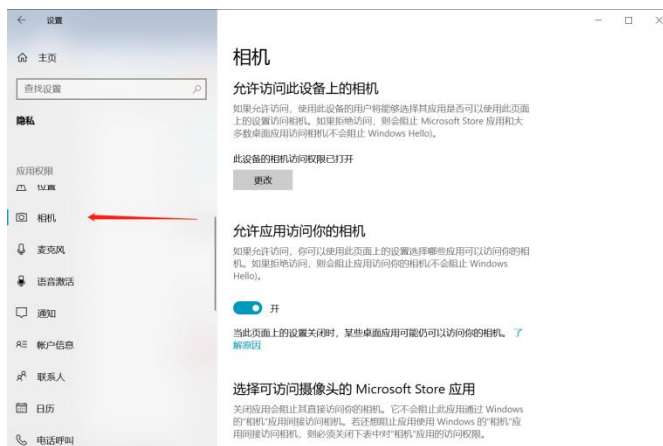 设置
主页
查找设置
隐私
应用权限
位置
相机
麦克风
语音激活
通知
帐户信息
联系人
日历
电话呼叫
相机
允许访问此设备上的相机
如果允许访问，使用此设备的用户将能够选择其应用是否可以使用此页面
上的设置访问相机。如果拒绝访问，则会阻止 Microsoft Store 应用和大
多数桌面应用访问相机(不会阻止 Windows Hello)。
此设备的相机访问权限已打开
更改
允许应用访问你的相机
如果允许访问，你可以使用此页面上的设置选择哪些应用可以访问你的相
机。如果拒绝访问，则会阻止应用访问你的相机(不会阻止 Windows
Hello)。
开
当此页面上的设置关闭时，某些桌面应用可能仍可以访问你的相机。 了
解原因
选择可访问摄像头的 Microsoft Store 应用
关闭应用会阻止其直接访问你的相机。它不会阻止此应用通过 Windows
的"相机"应用间接访问相机。若还想阻止应用使用 Windows 的"相机"应
用间接访问相机，则必须关闭下表中对"相机"应用的访问权限。